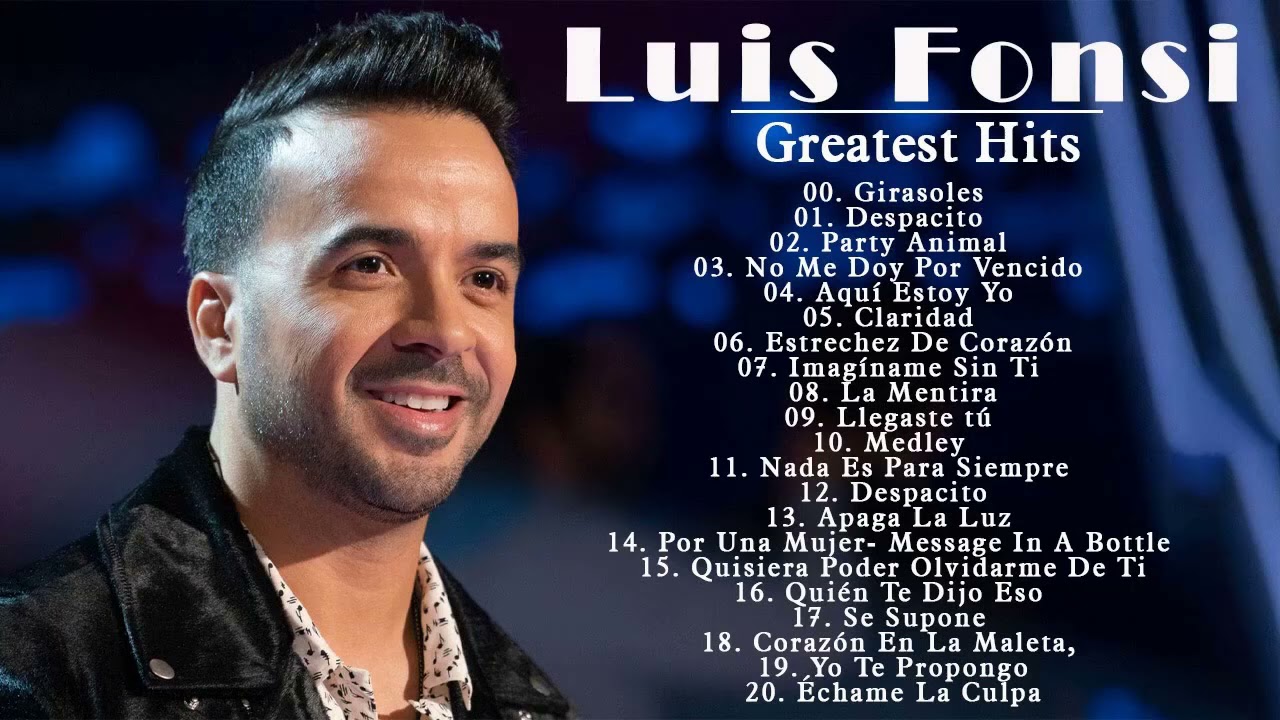 Luis Fonsi
Greatest Hits
00. Girasoles
01. Despacito
02. Party Animal
03. No Me Doy Por Vencido
04. Aquí Estoy Yo
05. Claridad
06. Estrechez De Corazón
07. Imagíname Sin Ti
08. La Mentira
09. Llegaste tú
10. Medley
11. Nada Es Para Siempre
12. Despacito
13. Apaga La Luz
14. Por Una Mujer- Message In A Bottle
15. Quisiera Poder Olvidarme De Ti
16. Quién Te Dijo Eso
17. Se Supone
18. Corazón En La Maleta,
19. Yo Te Propongo
20. Échame La Culpa